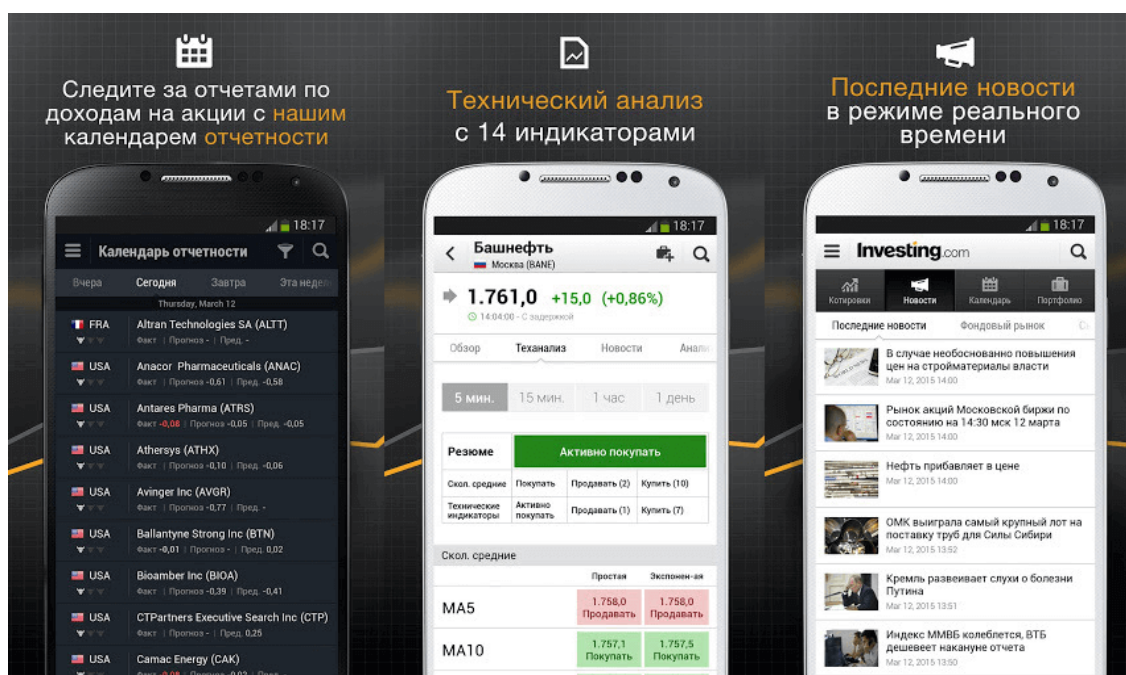 Следите за отчетами по
доходам на акции с нашим
календарем отчетности
18:17
Календарь отчетности
Вчера Сегодня Завтра Эта недел
Thursday, March 12
FRA Altran Technologies SA (ALTT)
Факт | Прогноз - | Пред. -
USA Anacor Pharmaceuticals (ANAC)
Факт | Прогноз -0,61 | Пред. -0,58
USA Antares Pharma (ATRS)
Факт -0,08 | Прогноз -0,05 | Пред. -0,05
USA Athersys (ATHX)
Факт | Прогноз -0,10 | Пред. -0,06
USA Avinger Inc (AVGR)
Факт | Прогноз -0,77 | Пред. -
USA Ballantyne Strong Inc (BTN)
Факт -0,01 | Прогноз - | Пред. 0,02
USA Bioamber Inc (BIOA)
Факт | Прогноз -0,39 | Пред. -0,41
USA CTPartners Executive Search Inc (CTP)
Факт | Прогноз - | Пред. 0,25
USA Camac Energy (CAK)
Технический анализ
с 14 индикаторами
18:17
Башнефть
Москва (BANE)
1.761,0 +15,0 (+0,86%)
14:04:00 - С задержкой
Обзор Теханализ Новости Анали
5 мин. 15 мин. 1 час 1 день
Резюме Активно покупать
Скол. средние Покупать Продавать (2) Купить (10)
Технические индикаторы Активно покупать Продавать (1) Купить (7)
Скол. средние
Простая Экспонен-ая
MA5 1.758,0 Продавать 1.758,0 Продавать
MA10 1.757,1 Покупать 1.757,5 Покупать
Последние новости
в режиме реального
времени
18:17
Investing.com
Котировки Новости Календарь Портфолио
Последние новости Фондовый рынок
В случае необоснованно повышения
цен на стройматериалы власти
Mar 12, 2015 14:00
Рынок акций Московской биржи по
состоянию на 14:30 мск 12 марта
Mar 12, 2015 14:00
Нефть прибавляет в цене
Mar 12, 2015 14:00
ОМК выиграла самый крупный лот на
поставку труб для Силы Сибири
Mar 12, 2015 13:52
Кремль развеивает слухи о болезни
Путина
Mar 12, 2015 13:51
Индекс ММВБ колеблется, ВТБ
дешевеет накануне отчета
Mar 12, 2015 13:50